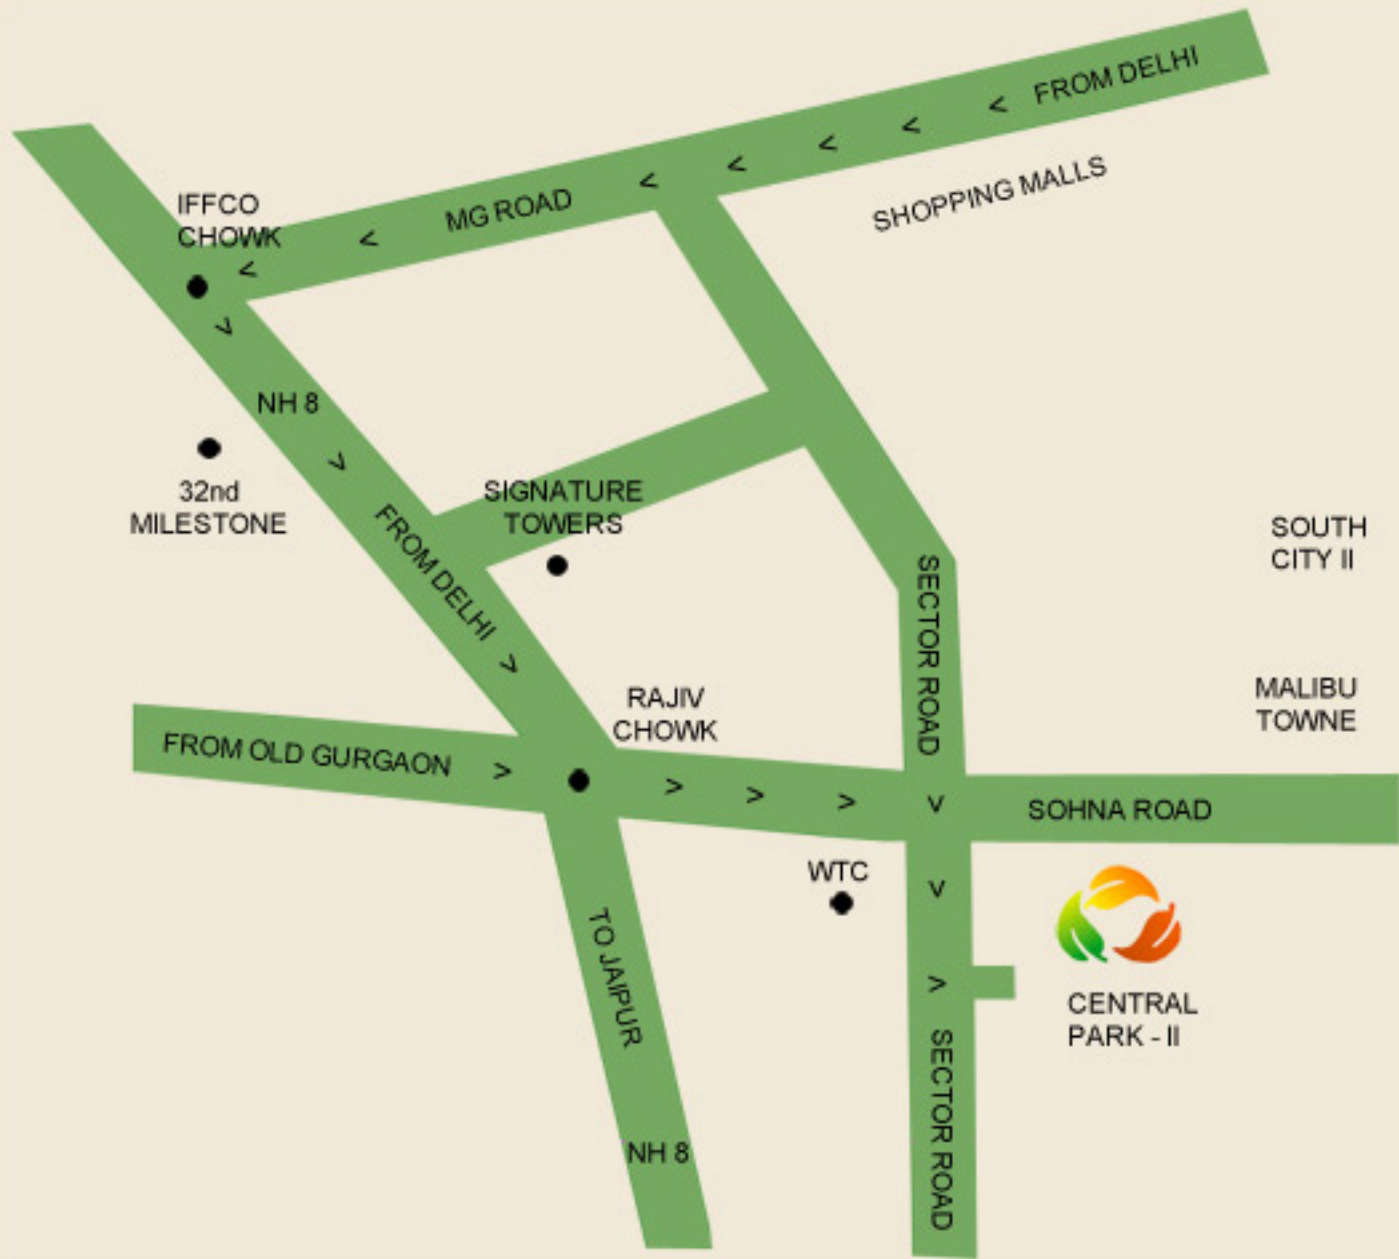 FROM DELHI
SHOPPING MALLS
MG ROAD
IFFCO
CHOWK
NH 8
32nd
MILESTONE
FROM DELHI
SIGNATURE
TOWERS
SOUTH
CITY II
SECTOR ROAD
MALIBU
TOWNE
RAJIV
CHOWK
FROM OLD GURGAON
SOHNA ROAD
WTC
TO JAIPUR
CENTRAL
PARK - II
SECTOR ROAD
NH 8